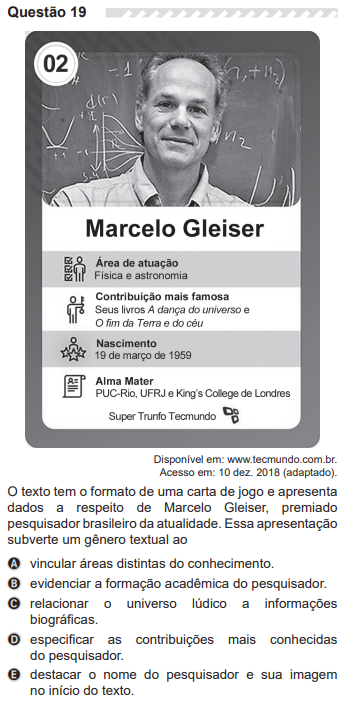 Questão 19
02
Marcelo Gleiser
Área de atuação
Física e astronomia
Contribuição mais famosa
Seus livros A dança do universo e
O fim da Terra e do céu
Nascimento
19 de março de 1959
Alma Mater
PUC-Rio, UFRJ e King's College de Londres
Super Trunfo Tecmundo
Disponível em: www.tecmundo.com.br.
Acesso em: 10 dez. 2018 (adaptado).
O texto tem o formato de uma carta de jogo e apresenta
dados a respeito de Marcelo Gleiser, premiado
pesquisador brasileiro da atualidade. Essa apresentação
subverte um gênero textual ao
A vincular áreas distintas do conhecimento.
B evidenciar a formação acadêmica do pesquisador.
C relacionar o universo lúdico a informações
biográficas.
D especificar as contribuições mais conhecidas
do pesquisador.
E destacar o nome do pesquisador e sua imagem
no início do texto.